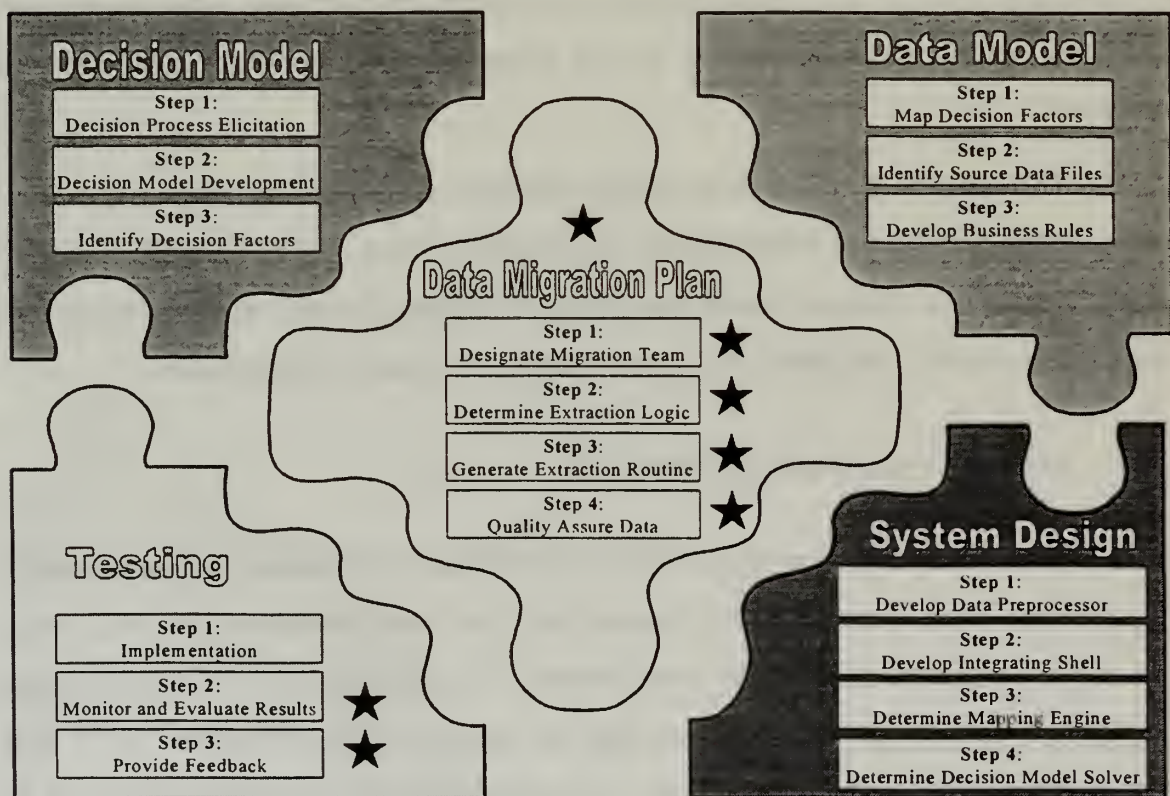 Decision Model
Step 1:
Decision Process Elicitation
Step 2:
Decision Model Development
Step 3:
Identify Decision Factors
Data Model
Step 1:
Map Decision Factors
Step 2:
Identify Source Data Files
Step 3:
Develop Business Rules
Data Migration Plan
Step 1:
Designate Migration Team
Step 2:
Determine Extraction Logic
Step 3:
Generate Extraction Routine
Step 4:
Quality Assure Data
Testing
Step 1:
Implementation
Step 2:
Monitor and Evaluate Results
Step 3:
Provide Feedback
System Design
Step 1:
Develop Data Preprocessor
Step 2:
Develop Integrating Shell
Step 3:
Determine Mapping Engine
Step 4:
Determine Decision Model Solver